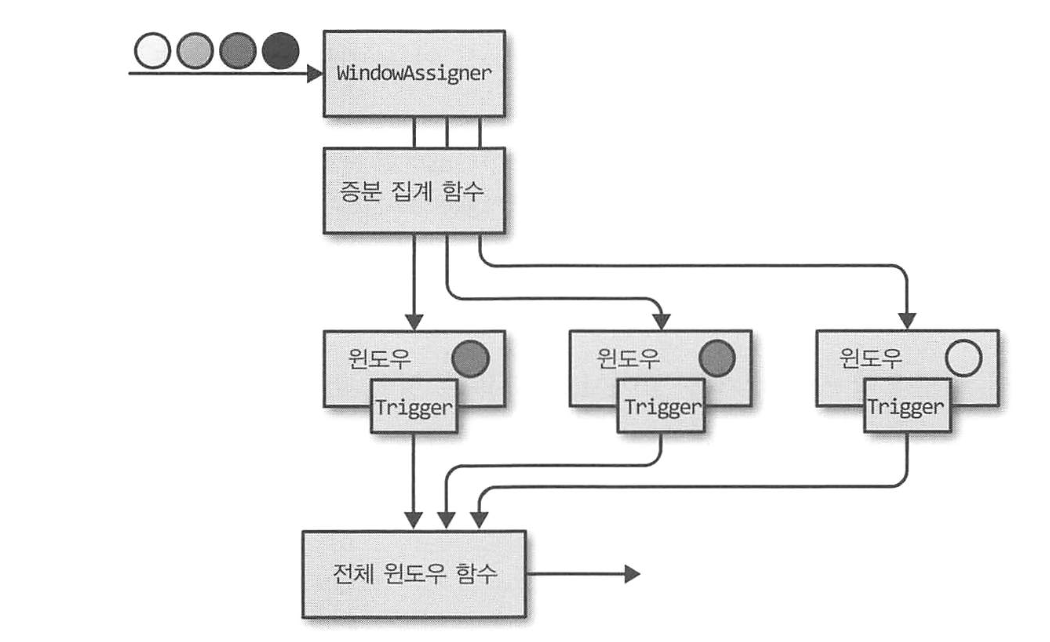 WindowAssigner
증분 집계 함수
윈도우
Trigger
윈도우
Trigger
윈도우
Trigger
전체 윈도우 함수